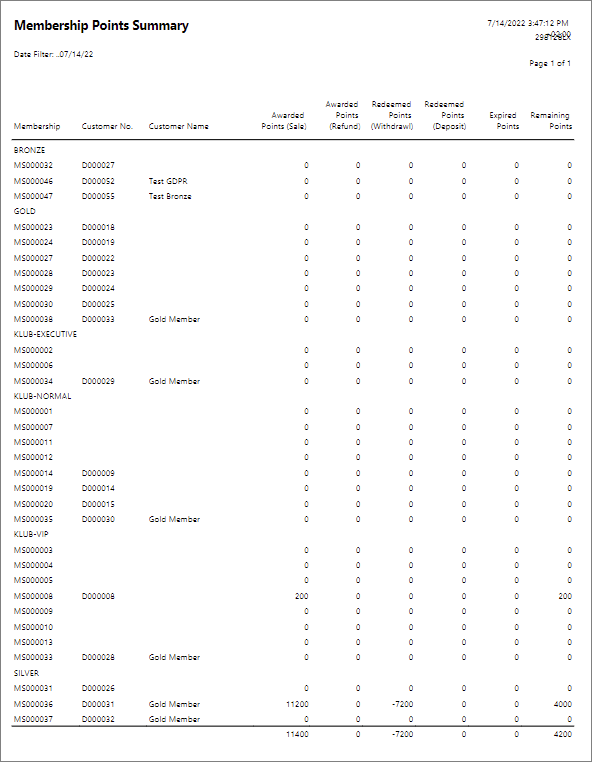 Membership Points Summary
7/14/2022 3:47:12 PM
Date Filter: ..07/14/22
Page 1 of 1
Membership Customer No. Customer Name Awarded Points (Sale) Awarded Points (Refund) Redeemed Points (Withdrawl) Redeemed Points (Deposit) Expired Points Remaining Points
BRONZE
MS000032 D000027 0 0 0 0 0 0
MS000046 D000052 Test GDPR 0 0 0 0 0 0
MS000047 D000055 Test Bronze 0 0 0 0 0 0
GOLD
MS000023 D000018 0 0 0 0 0 0
MS000024 D000019 0 0 0 0 0 0
MS000027 D000022 0 0 0 0 0 0
MS000028 D000023 0 0 0 0 0 0
MS000029 D000024 0 0 0 0 0 0
MS000030 D000025 0 0 0 0 0 0
MS000038 D000033 Gold Member 0 0 0 0 0 0
KLUB-EXECUTIVE
MS000002 0 0 0 0 0 0
MS000006 0 0 0 0 0 0
MS000034 D000029 Gold Member 0 0 0 0 0 0
KLUB-NORMAL
MS000001 0 0 0 0 0 0
MS000007 0 0 0 0 0 0
MS000011 0 0 0 0 0 0
MS000012 0 0 0 0 0 0
MS000014 D000009 0 0 0 0 0 0
MS000019 D000014 0 0 0 0 0 0
MS000020 D000015 0 0 0 0 0 0
MS000035 D000030 Gold Member 0 0 0 0 0 0
KLUB-VIP
MS000003 0 0 0 0 0 0
MS000004 0 0 0 0 0 0
MS000005 0 0 0 0 0 0
MS000008 D000008 200 0 0 0 0 200
MS000009 0 0 0 0 0 0
MS000010 0 0 0 0 0 0
MS000013 0 0 0 0 0 0
MS000033 D000028 Gold Member 0 0 0 0 0 0
SILVER
MS000031 D000026 0 0 0 0 0 0
MS000036 D000031 Gold Member 11200 0 -7200 0 0 4000
MS000037 D000032 Gold Member 0 0 0 0 0 0
11400 0 -7200 0 0 4200